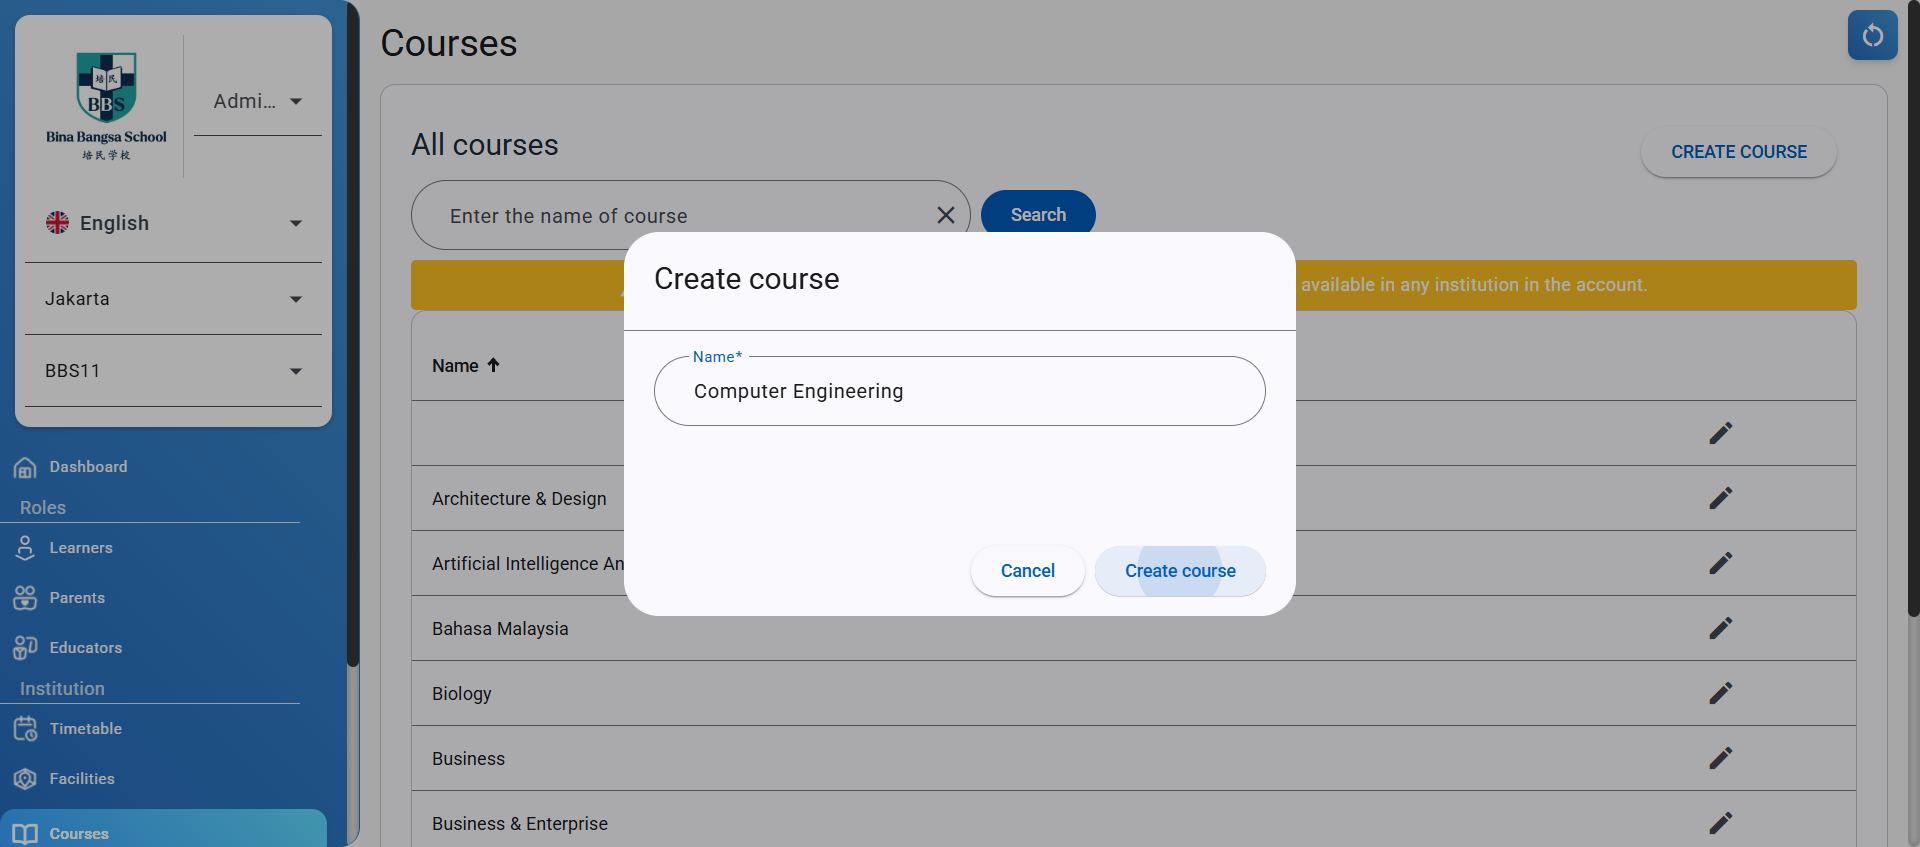 培民
BBS
Bina Bangsa School
培民学校
Admi...
English
Jakarta
BBS11
Dashboard
Roles
Learners
Parents
Educators
Institution
Timetable
Facilities
Courses
Courses
All courses
CREATE COURSE
Enter the name of course
Search
available in any institution in the account.
Name
Architecture & Design
Artificial Intelligence An
Bahasa Malaysia
Biology
Business
Business & Enterprise
Create course
Name*
Computer Engineering
Cancel
Create course